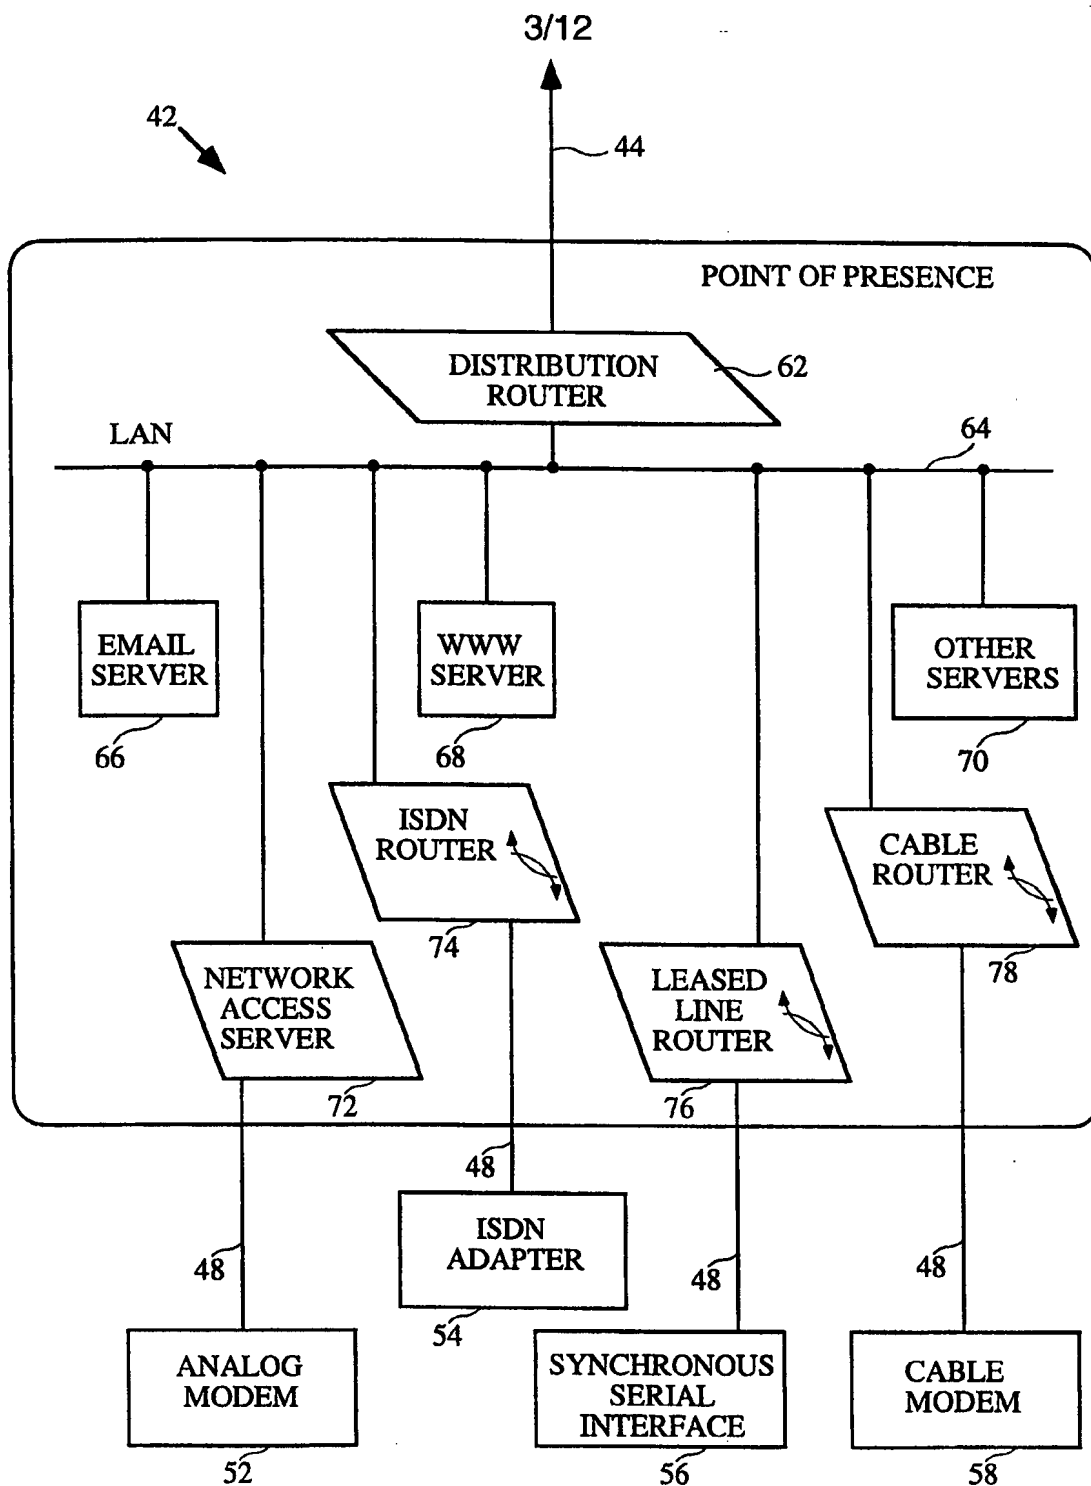 3/12
42
44
POINT OF PRESENCE
DISTRIBUTION
ROUTER
62
LAN
64
EMAIL
SERVER
66
WWW
SERVER
68
OTHER
SERVERS
70
ISDN
ROUTER
74
CABLE
ROUTER
78
NETWORK
ACCESS
SERVER
72
LEASED
LINE
ROUTER
76
48
ISDN
ADAPTER
54
48
48
48
ANALOG
MODEM
52
SYNCHRONOUS
SERIAL
INTERFACE
56
CABLE
MODEM
58